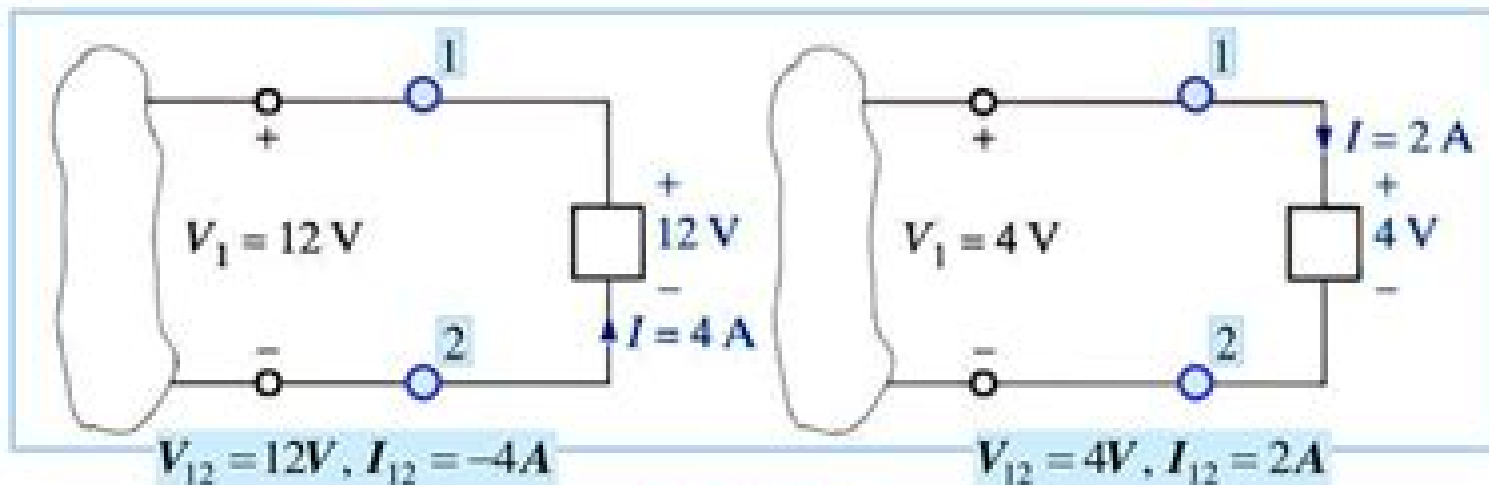 1
+
V₁ = 12 V
+
12 V
−
I = 4 A
−
2
V₁₂ = 12V, I₁₂ = −4A
1
+
I = 2 A
V₁ = 4 V
+
4 V
−
−
2
V₁₂ = 4V, I₁₂ = 2A